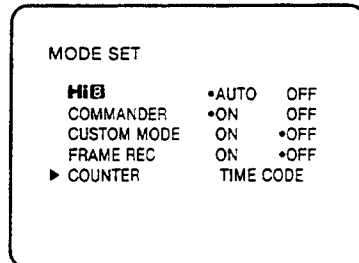 MODE SET
Hi8 •AUTO OFF
COMMANDER •ON OFF
CUSTOM MODE ON •OFF
FRAME REC ON •OFF
▶ COUNTER TIME CODE